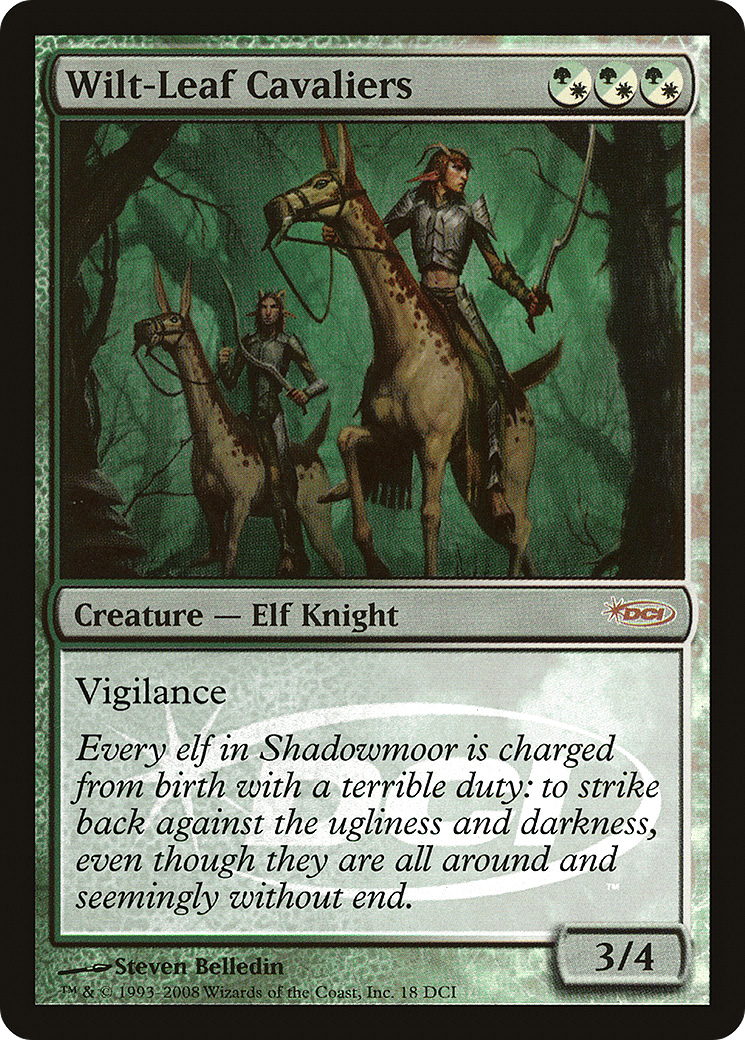 Wilt-Leaf Cavaliers
Creature — Elf Knight
DCI
Vigilance
Every elf in Shadowmoor is charged
from birth with a terrible duty: to strike
back against the ugliness and darkness,
even though they are all around and
seemingly without end.
DCI
™
3/4
Steven Belledin
™ & © 1993-2008 Wizards of the Coast, Inc. 18 DCI